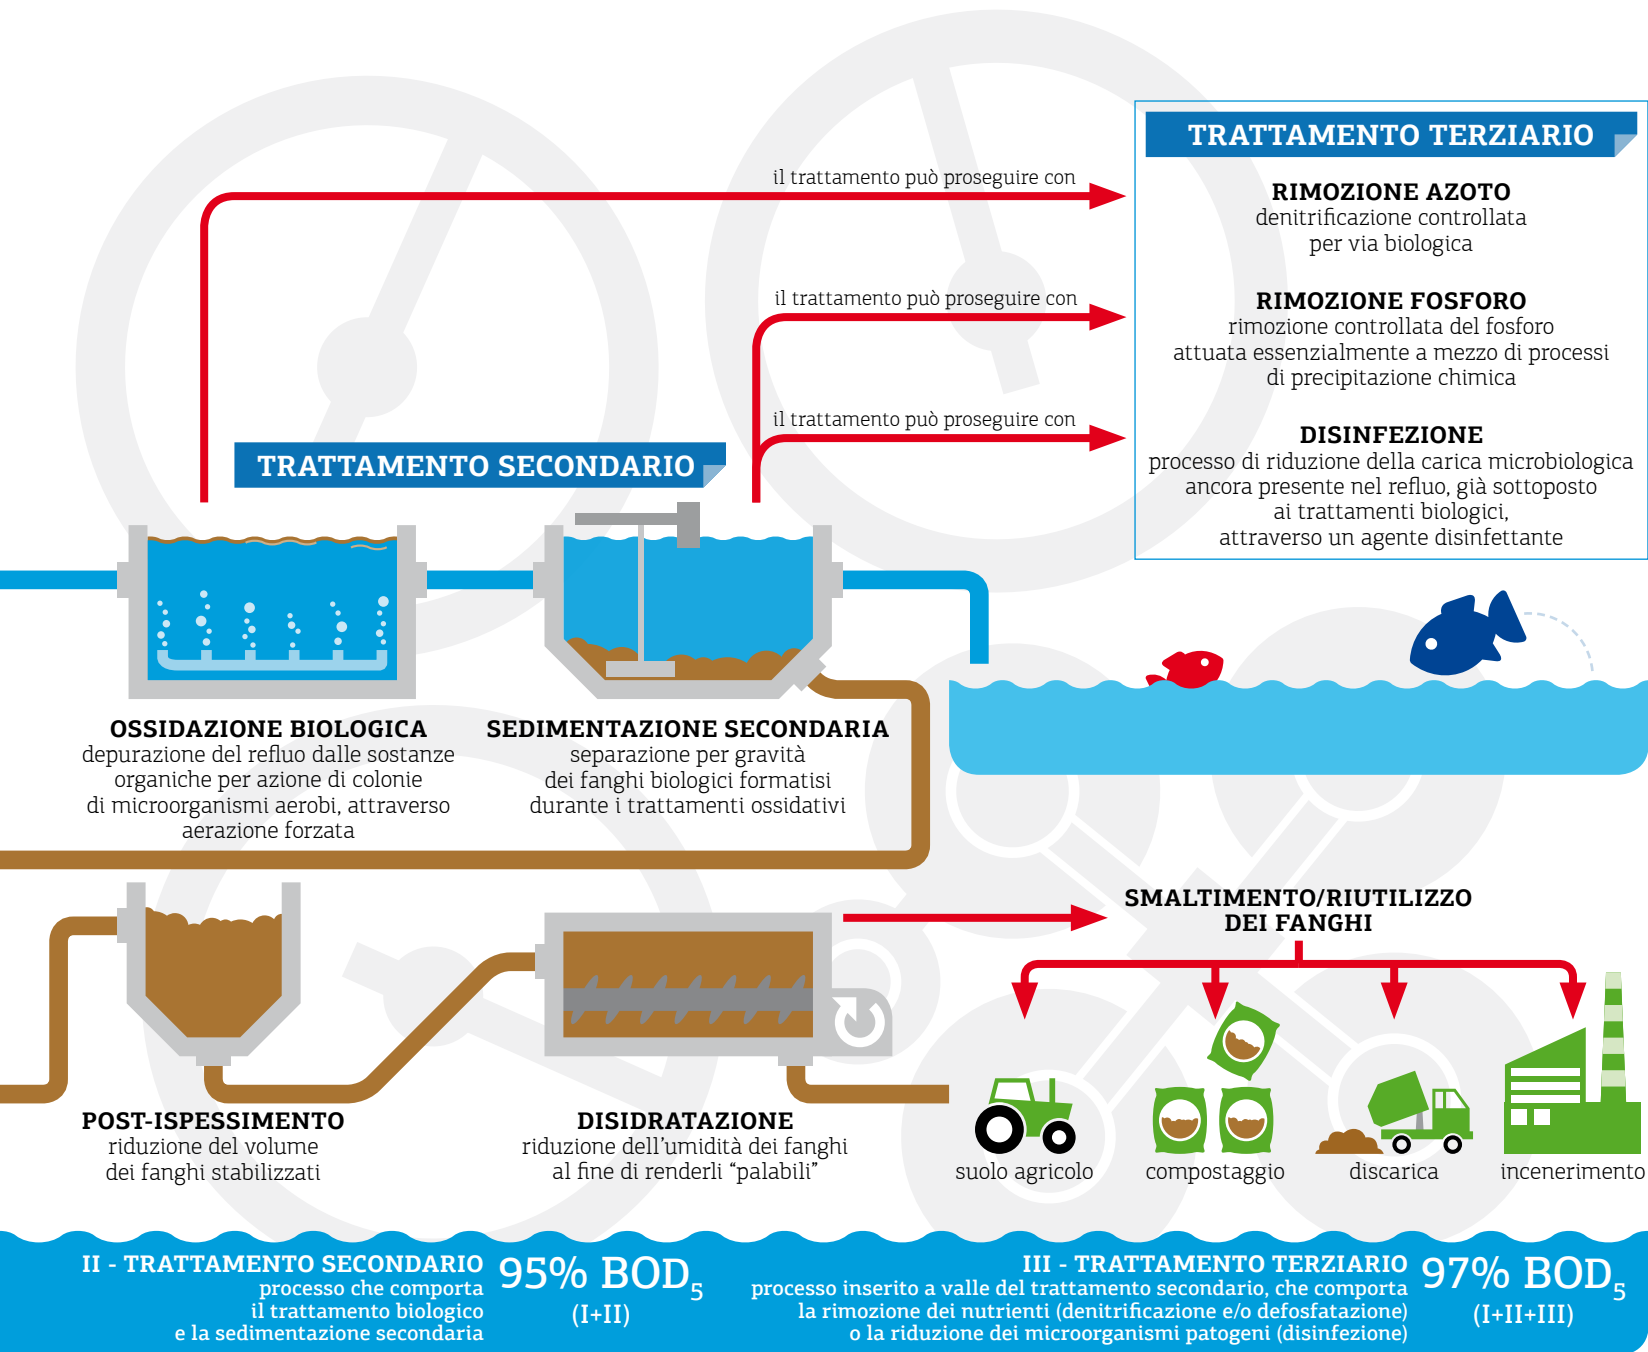 TRATTAMENTO TERZIARIO
il trattamento può proseguire con
RIMOZIONE AZOTO
denitrificazione controllata
per via biologica
il trattamento può proseguire con
RIMOZIONE FOSFORO
rimozione controllata del fosforo
attuata essenzialmente a mezzo di processi
di precipitazione chimica
il trattamento può proseguire con
DISINFEZIONE
processo di riduzione della carica microbiologica
ancora presente nel refluo, già sottoposto
ai trattamenti biologici,
attraverso un agente disinfettante
TRATTAMENTO SECONDARIO
OSSIDAZIONE BIOLOGICA
depurazione del refluo dalle sostanze
organiche per azione di colonie
di microorganismi aerobi, attraverso
aerazione forzata
SEDIMENTAZIONE SECONDARIA
separazione per gravità
dei fanghi biologici formatisi
durante i trattamenti ossidativi
SMALTIMENTO/RIUTILIZZO
DEI FANGHI
POST-ISPESSIMENTO
riduzione del volume
dei fanghi stabilizzati
DISIDRATAZIONE
riduzione dell'umidità dei fanghi
al fine di renderli “palabili”
suolo agricolo
compostaggio
discarica
incenerimento
II - TRATTAMENTO SECONDARIO
processo che comporta
il trattamento biologico
e la sedimentazione secondaria
95% BOD₅
(I+II)
III - TRATTAMENTO TERZIARIO
processo inserito a valle del trattamento secondario, che comporta
la rimozione dei nutrienti (denitrificazione e/o defosfatazione)
o la riduzione dei microorganismi patogeni (disinfezione)
97% BOD₅
(I+II+III)